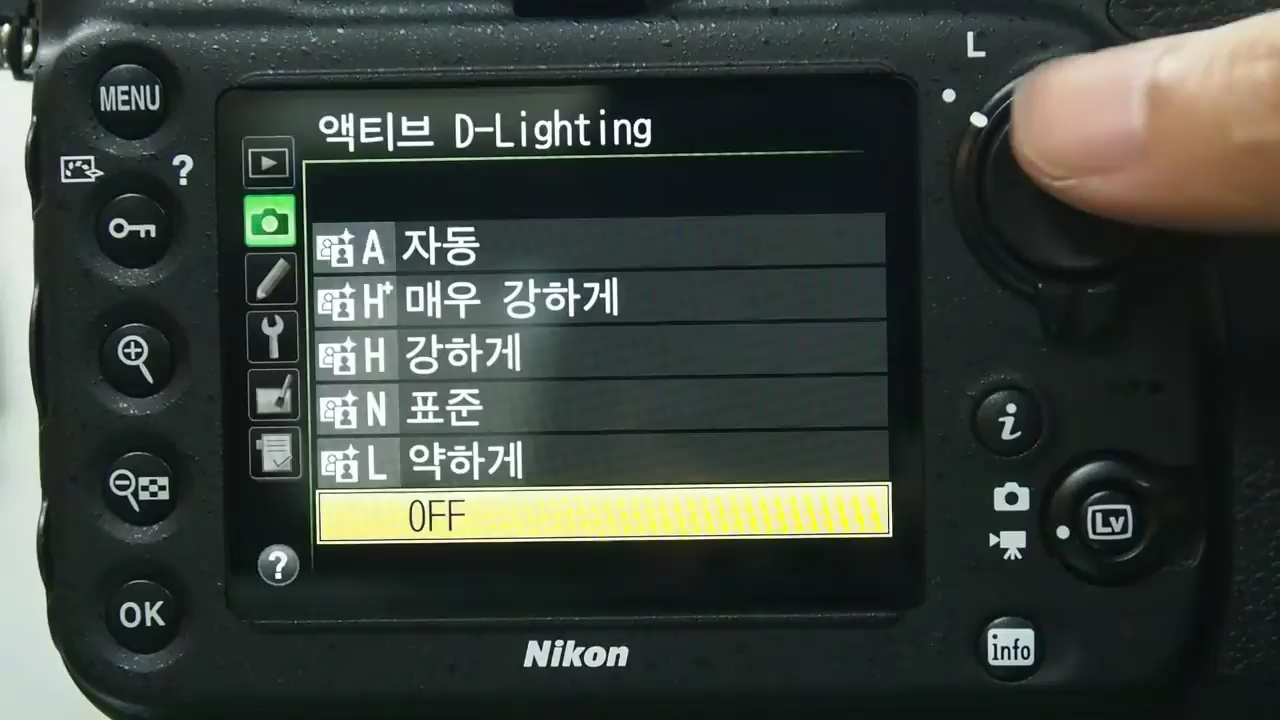 L
MENU
액티브 D-Lighting
?
A 자동
H+ 매우 강하게
H 강하게
N 표준
L 약하게
OFF
i
Lv
?
OK
Nikon
info